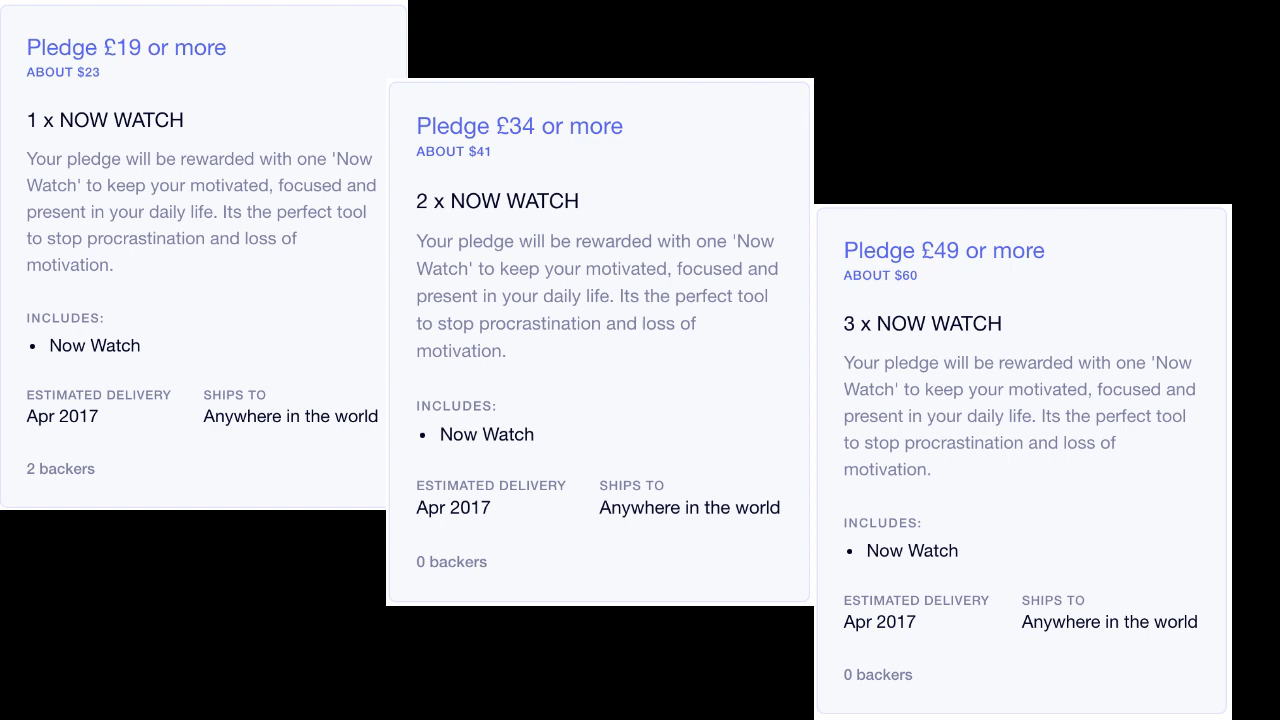 Pledge £19 or more
ABOUT $23
1 x NOW WATCH
Your pledge will be rewarded with one 'Now
Watch' to keep your motivated, focused and
present in your daily life. Its the perfect tool
to stop procrastination and loss of
motivation.
INCLUDES:
• Now Watch
ESTIMATED DELIVERY SHIPS TO
Apr 2017 Anywhere in the world
2 backers
Pledge £34 or more
ABOUT $41
2 x NOW WATCH
Your pledge will be rewarded with one 'Now
Watch' to keep your motivated, focused and
present in your daily life. Its the perfect tool
to stop procrastination and loss of
motivation.
INCLUDES:
• Now Watch
ESTIMATED DELIVERY SHIPS TO
Apr 2017 Anywhere in the world
0 backers
Pledge £49 or more
ABOUT $60
3 x NOW WATCH
Your pledge will be rewarded with one 'Now
Watch' to keep your motivated, focused and
present in your daily life. Its the perfect tool
to stop procrastination and loss of
motivation.
INCLUDES:
• Now Watch
ESTIMATED DELIVERY SHIPS TO
Apr 2017 Anywhere in the world
0 backers